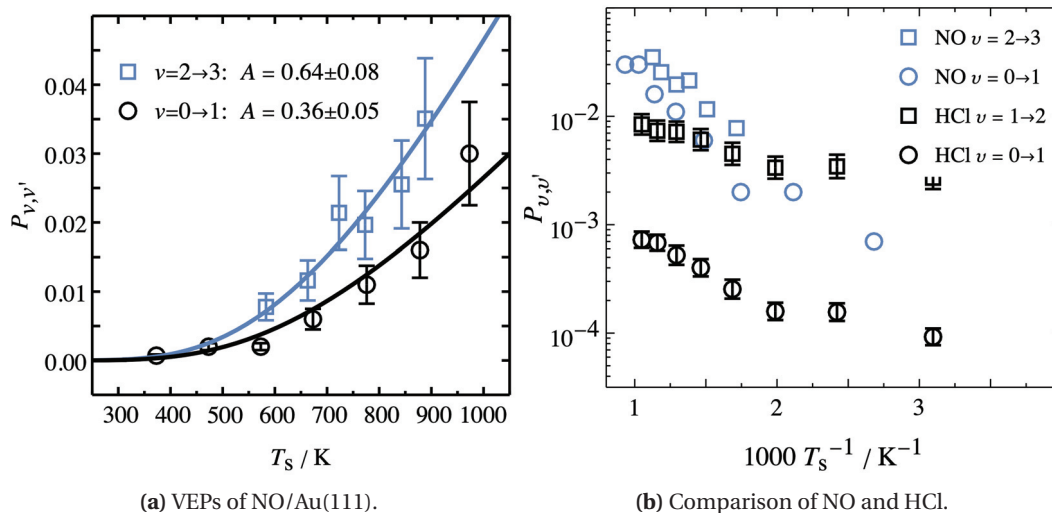 v=2→3: A = 0.64±0.08
v=0→1: A = 0.36±0.05
P_{v,v'}
0.04
0.03
0.02
0.01
0.00
300 400 500 600 700 800 900 1000
T_S / K
(a) VEPs of NO/Au(111).
NO υ = 2→3
NO υ = 0→1
HCl υ = 1→2
HCl υ = 0→1
P_{υ,υ'}
10^{-2}
10^{-3}
10^{-4}
1 2 3
1000 T_S^{-1} / K^{-1}
(b) Comparison of NO and HCl.